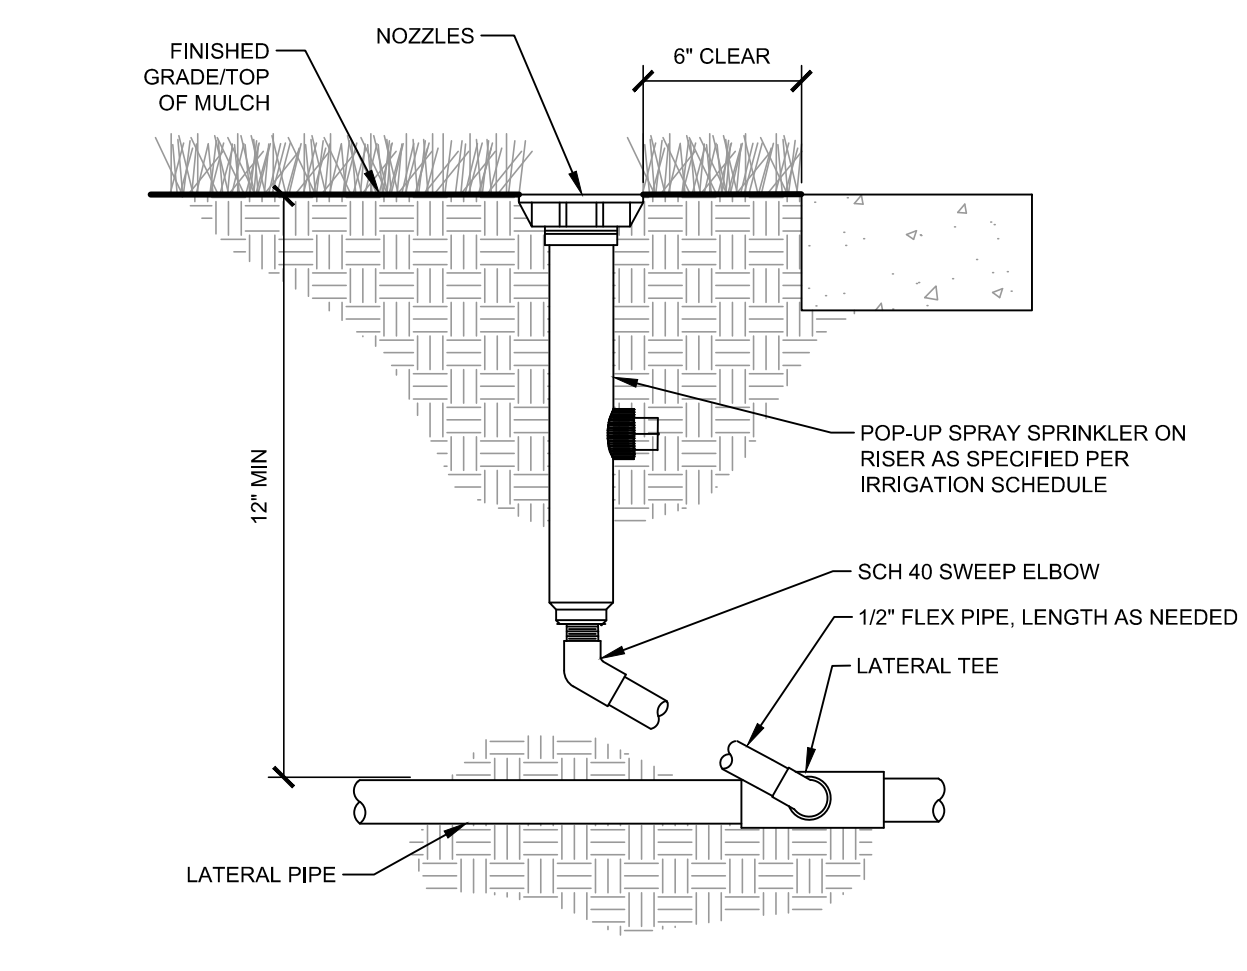 NOZZLES
FINISHED
GRADE/TOP
OF MULCH
6" CLEAR
12" MIN
POP-UP SPRAY SPRINKLER ON
RISER AS SPECIFIED PER
IRRIGATION SCHEDULE
SCH 40 SWEEP ELBOW
1/2" FLEX PIPE, LENGTH AS NEEDED
LATERAL TEE
LATERAL PIPE